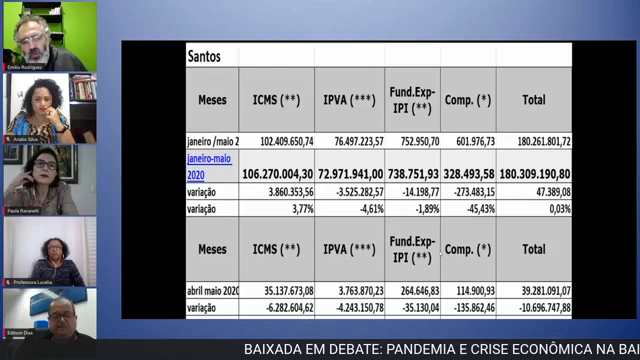 Santos
Meses ICMS (**) IPVA (***) Fund.Exp-IPI (**) Comp. (*) Total
janeiro /maio 2 102.409.650,74 76.497.223,57 752.950,70 601.976,73 180.261.801,72
janeiro-maio 2020 106.270.004,30 72.971.941,00 738.751,93 328.493,58 180.309.190,80
variação 3.860.353,56 -3.525.282,57 -14.198,77 -273.483,15 47.389,08
variação 3,77% -4,61% -1,89% -45,43% 0,03%
Meses ICMS (**) IPVA (***) Fund.Exp-IPI (**) Comp. (*) Total
abril maio 2020 35.137.673,08 3.763.870,23 264.646,83 114.900,93 39.281.091,07
variação -6.282.604,62 -4.243.150,78 -35.130,04 -135.862,46 -10.696.747,88
Emilio Rodriguez
Analia Silva
Paula Ravanelli
Professora Lucélia
Edilson Dias
BAIXADA EM DEBATE: PANDEMIA E CRISE ECONÔMICA NA BAI